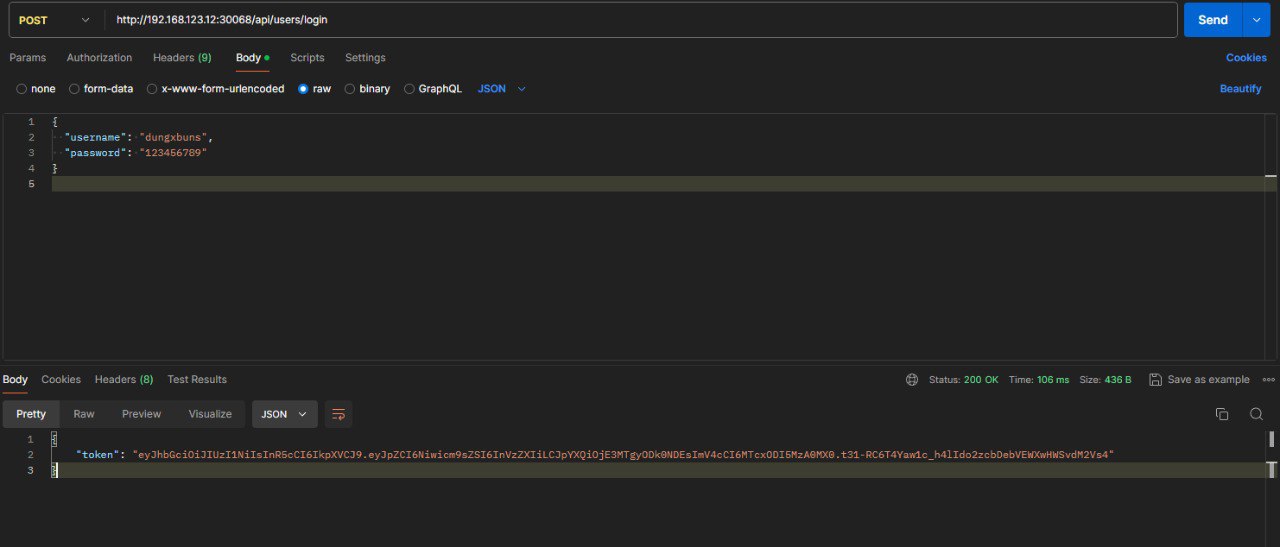 POST http://192.168.123.12:30068/api/users/login Send
Params Authorization Headers (9) Body Scripts Settings Cookies
none form-data x-www-form-urlencoded raw binary GraphQL JSON Beautify
1 {
2 "username": "dungxbuns",
3 "password": "123456789"
4 }
5
Body Cookies Headers (8) Test Results Status: 200 OK Time: 106 ms Size: 436 B Save as example
Pretty Raw Preview Visualize JSON
1 {
2 "token": "eyJhbGciOiJIUzI1NiIsInR5cCI6IkpXVCJ9.eyJpZCI6Niwicm9sZSI6InVzZXIiLCJpYXQiOjE3MTgyODk0NDEsImV4cCI6MTcxODI5MzA0MX0.t31-RC6T4Yaw1c_h4lIdo2zcbDebVEWXwHWSvdM2Vs4"
3 }